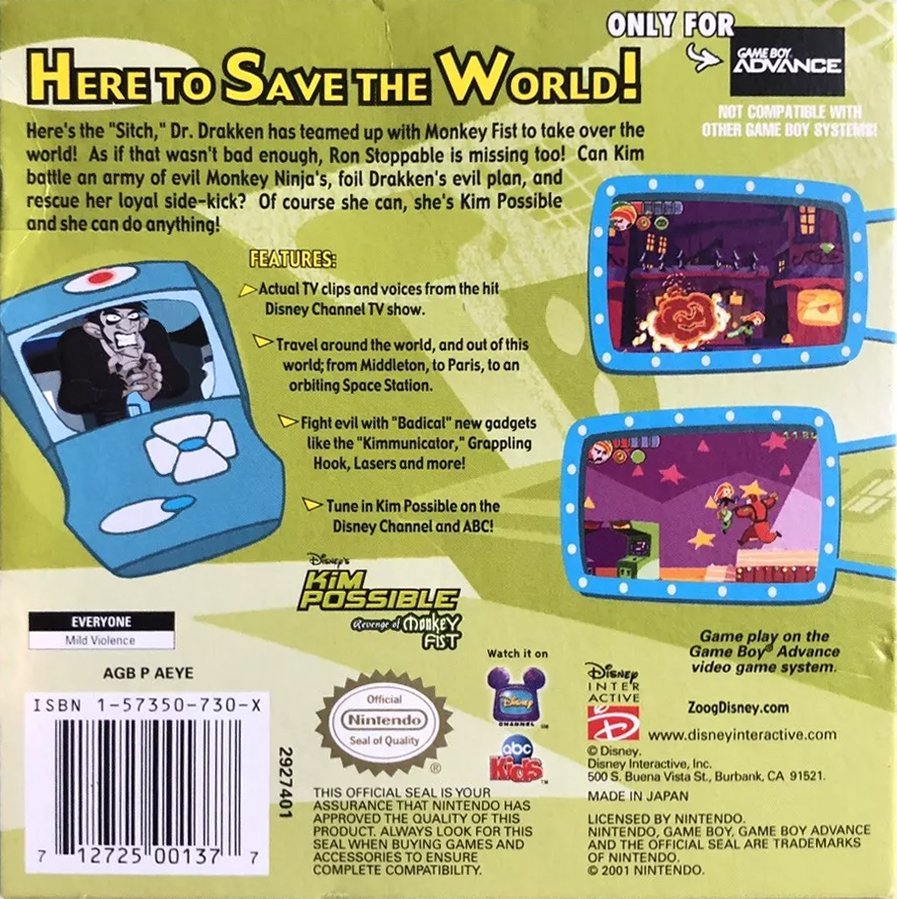 ONLY FOR
GAME BOY ADVANCE
NOT COMPATIBLE WITH
OTHER GAME BOY SYSTEMS!
HERE TO SAVE THE WORLD!
Here's the "Sitch," Dr. Drakken has teamed up with Monkey Fist to take over the
world! As if that wasn't bad enough, Ron Stoppable is missing too! Can Kim
battle an army of evil Monkey Ninja's, foil Drakken's evil plan, and
rescue her loyal side-kick? Of course she can, she's Kim Possible
and she can do anything!
FEATURES:
Actual TV clips and voices from the hit
Disney Channel TV show.
Travel around the world, and out of this
world; from Middleton, to Paris, to an
orbiting Space Station.
Fight evil with "Badical" new gadgets
like the "Kimmunicator," Grappling
Hook, Lasers and more!
Tune in Kim Possible on the
Disney Channel and ABC!
Disney's
KIM
POSSIBLE
Revenge of Monkey
FIST
Game play on the
Game Boy® Advance
video game system.
EVERYONE
Mild Violence
AGB P AEYE
ISBN 1-57350-730-X
7 12725 00137 7
2927401
Official
Nintendo
Seal of Quality
®
THIS OFFICIAL SEAL IS YOUR
ASSURANCE THAT NINTENDO HAS
APPROVED THE QUALITY OF THIS
PRODUCT. ALWAYS LOOK FOR THIS
SEAL WHEN BUYING GAMES AND
ACCESSORIES TO ENSURE
COMPLETE COMPATIBILITY.
Watch it on
Disney
CHANNEL SM
abc
Kids
TM
Disney
INTER
ACTIVE
ZoogDisney.com
www.disneyinteractive.com
© Disney.
Disney Interactive, Inc.
500 S. Buena Vista St., Burbank, CA 91521.
MADE IN JAPAN
LICENSED BY NINTENDO.
NINTENDO, GAME BOY, GAME BOY ADVANCE
AND THE OFFICIAL SEAL ARE TRADEMARKS
OF NINTENDO.
© 2001 NINTENDO.